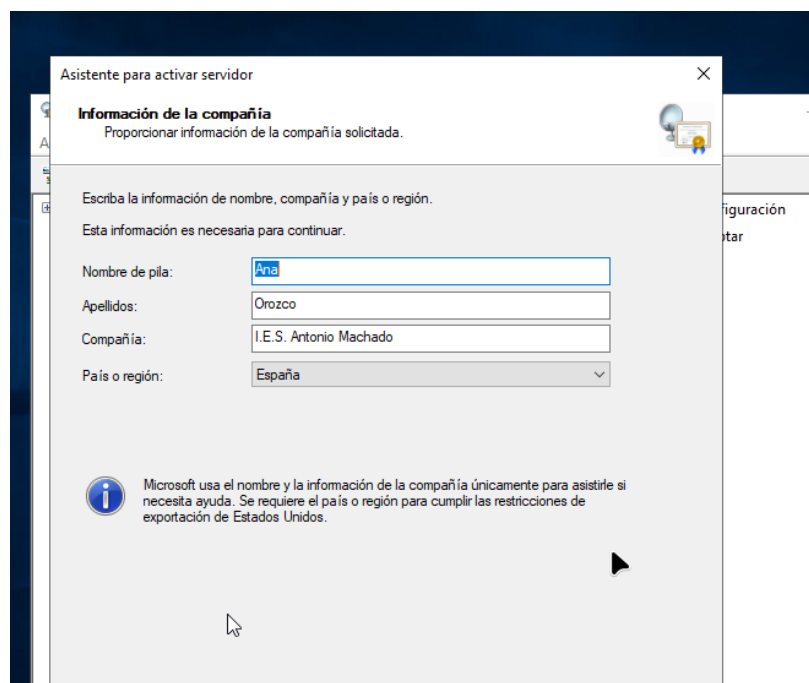 Asistente para activar servidor
Información de la compañía
Proporcionar información de la compañía solicitada.
A
Escriba la información de nombre, compañía y país o región.
figuración
Esta información es necesaria para continuar.
otar
Nombre de pila:
Ana
Apellidos:
Orozco
Compañía:
I.E.S. Antonio Machado
País o región:
España
Microsoft usa el nombre y la información de la compañía únicamente para asistirle si
necesita ayuda. Se requiere el país o región para cumplir las restricciones de
exportación de Estados Unidos.